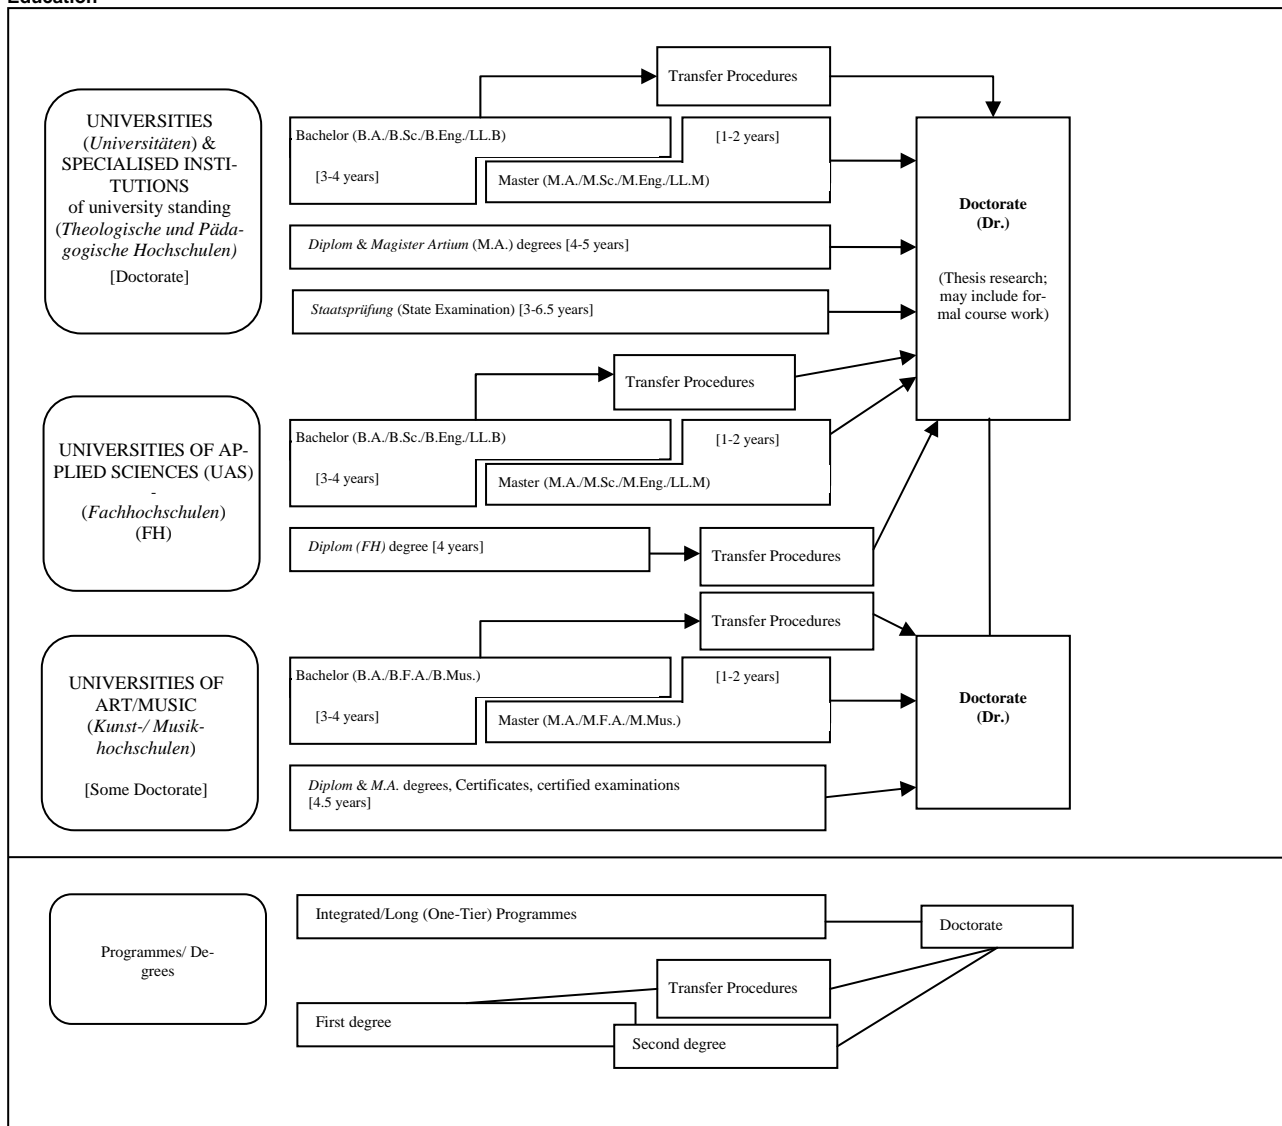 Education
Transfer Procedures
UNIVERSITIES
(Universitäten) &
SPECIALISED INSTI-
TUTIONS
of university standing
(Theologische und Päda-
gogische Hochschulen)
[Doctorate]
Bachelor (B.A./B.Sc./B.Eng./LL.B)
[3-4 years]
[1-2 years]
Master (M.A./M.Sc./M.Eng./LL.M)
Diplom & Magister Artium (M.A.) degrees [4-5 years]
Staatsprüfung (State Examination) [3-6.5 years]
Doctorate
(Dr.)
(Thesis research;
may include for-
mal course work)
UNIVERSITIES OF AP-
PLIED SCIENCES (UAS)
-
(Fachhochschulen)
(FH)
Transfer Procedures
Bachelor (B.A./B.Sc./B.Eng./LL.B)
[3-4 years]
[1-2 years]
Master (M.A./M.Sc./M.Eng./LL.M)
Diplom (FH) degree [4 years]
Transfer Procedures
Transfer Procedures
UNIVERSITIES OF
ART/MUSIC
(Kunst-/ Musik-
hochschulen)
[Some Doctorate]
Bachelor (B.A./B.F.A./B.Mus.)
[3-4 years]
[1-2 years]
Master (M.A./M.F.A./M.Mus.)
Diplom & M.A. degrees, Certificates, certified examinations
[4.5 years]
Doctorate
(Dr.)
Programmes/ De-
grees
Integrated/Long (One-Tier) Programmes
Doctorate
Transfer Procedures
First degree
Second degree